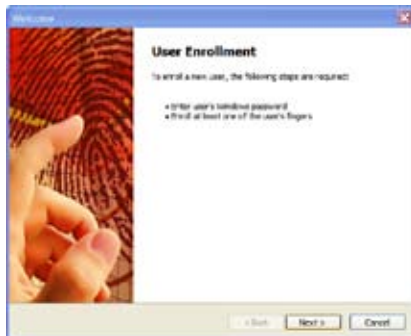 Welcome
User Enrollment
To enroll a new user, the following steps are required:
• Enter user's Windows password
• Enroll at least one of the user's fingers
< Back
Next >
Cancel